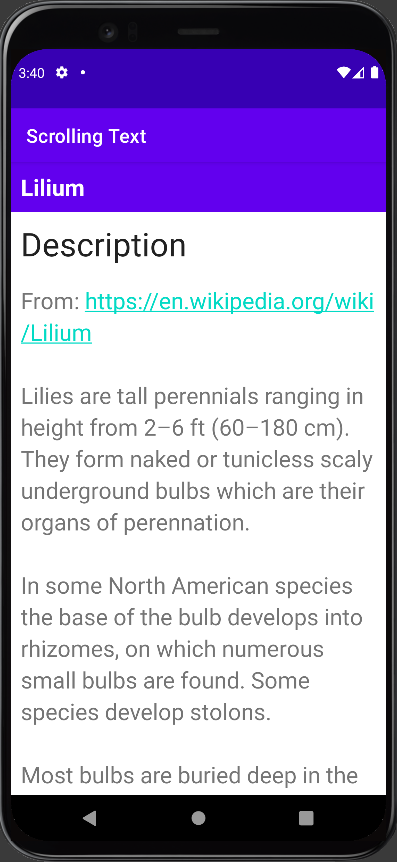 3:40
Scrolling Text
Lilium
Description
From: https://en.wikipedia.org/wiki
/Lilium
Lilies are tall perennials ranging in
height from 2–6 ft (60–180 cm).
They form naked or tunicless scaly
underground bulbs which are their
organs of perennation.
In some North American species
the base of the bulb develops into
rhizomes, on which numerous
small bulbs are found. Some
species develop stolons.
Most bulbs are buried deep in the